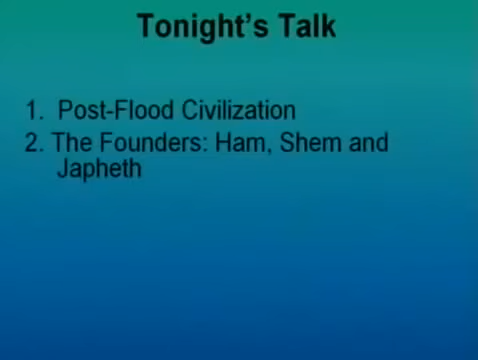 Tonight's Talk
1. Post-Flood Civilization
2. The Founders: Ham, Shem and
Japheth